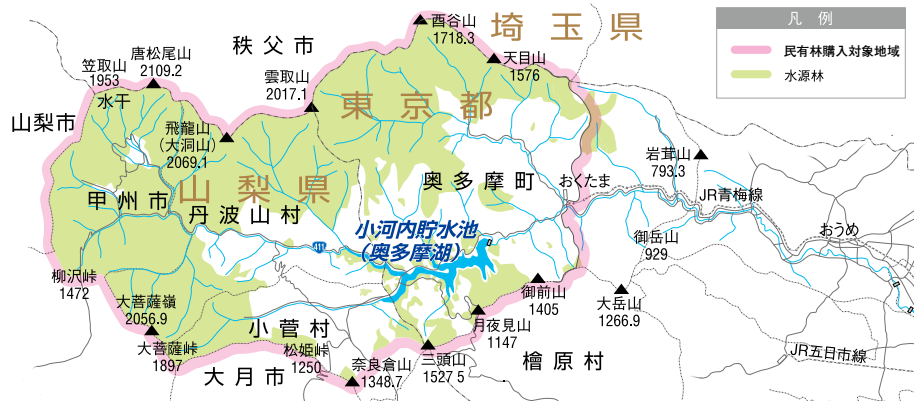 凡 例
民有林購入対象地域
水源林
埼玉県
酉谷山
1718.3
秩父市
天目山
1576
唐松尾山
2109.2
笠取山
1953
水干
雲取山
2017.1
東京都
山梨市
飛龍山
(大洞山)
2069.1
岩茸山
793.3
山梨県
甲州市
丹波山村
奥多摩町
おくたま
JR青梅線
小河内貯水池
(奥多摩湖)
411
御岳山
929
おうめ
柳沢峠
1472
御前山
1405
大岳山
1266.9
大菩薩嶺
2056.9
小菅村
月夜見山
1147
大菩薩峠
1897
松姫峠
1250
大月市
奈良倉山
1348.7
三頭山
1527 5
檜原村
JR五日市線